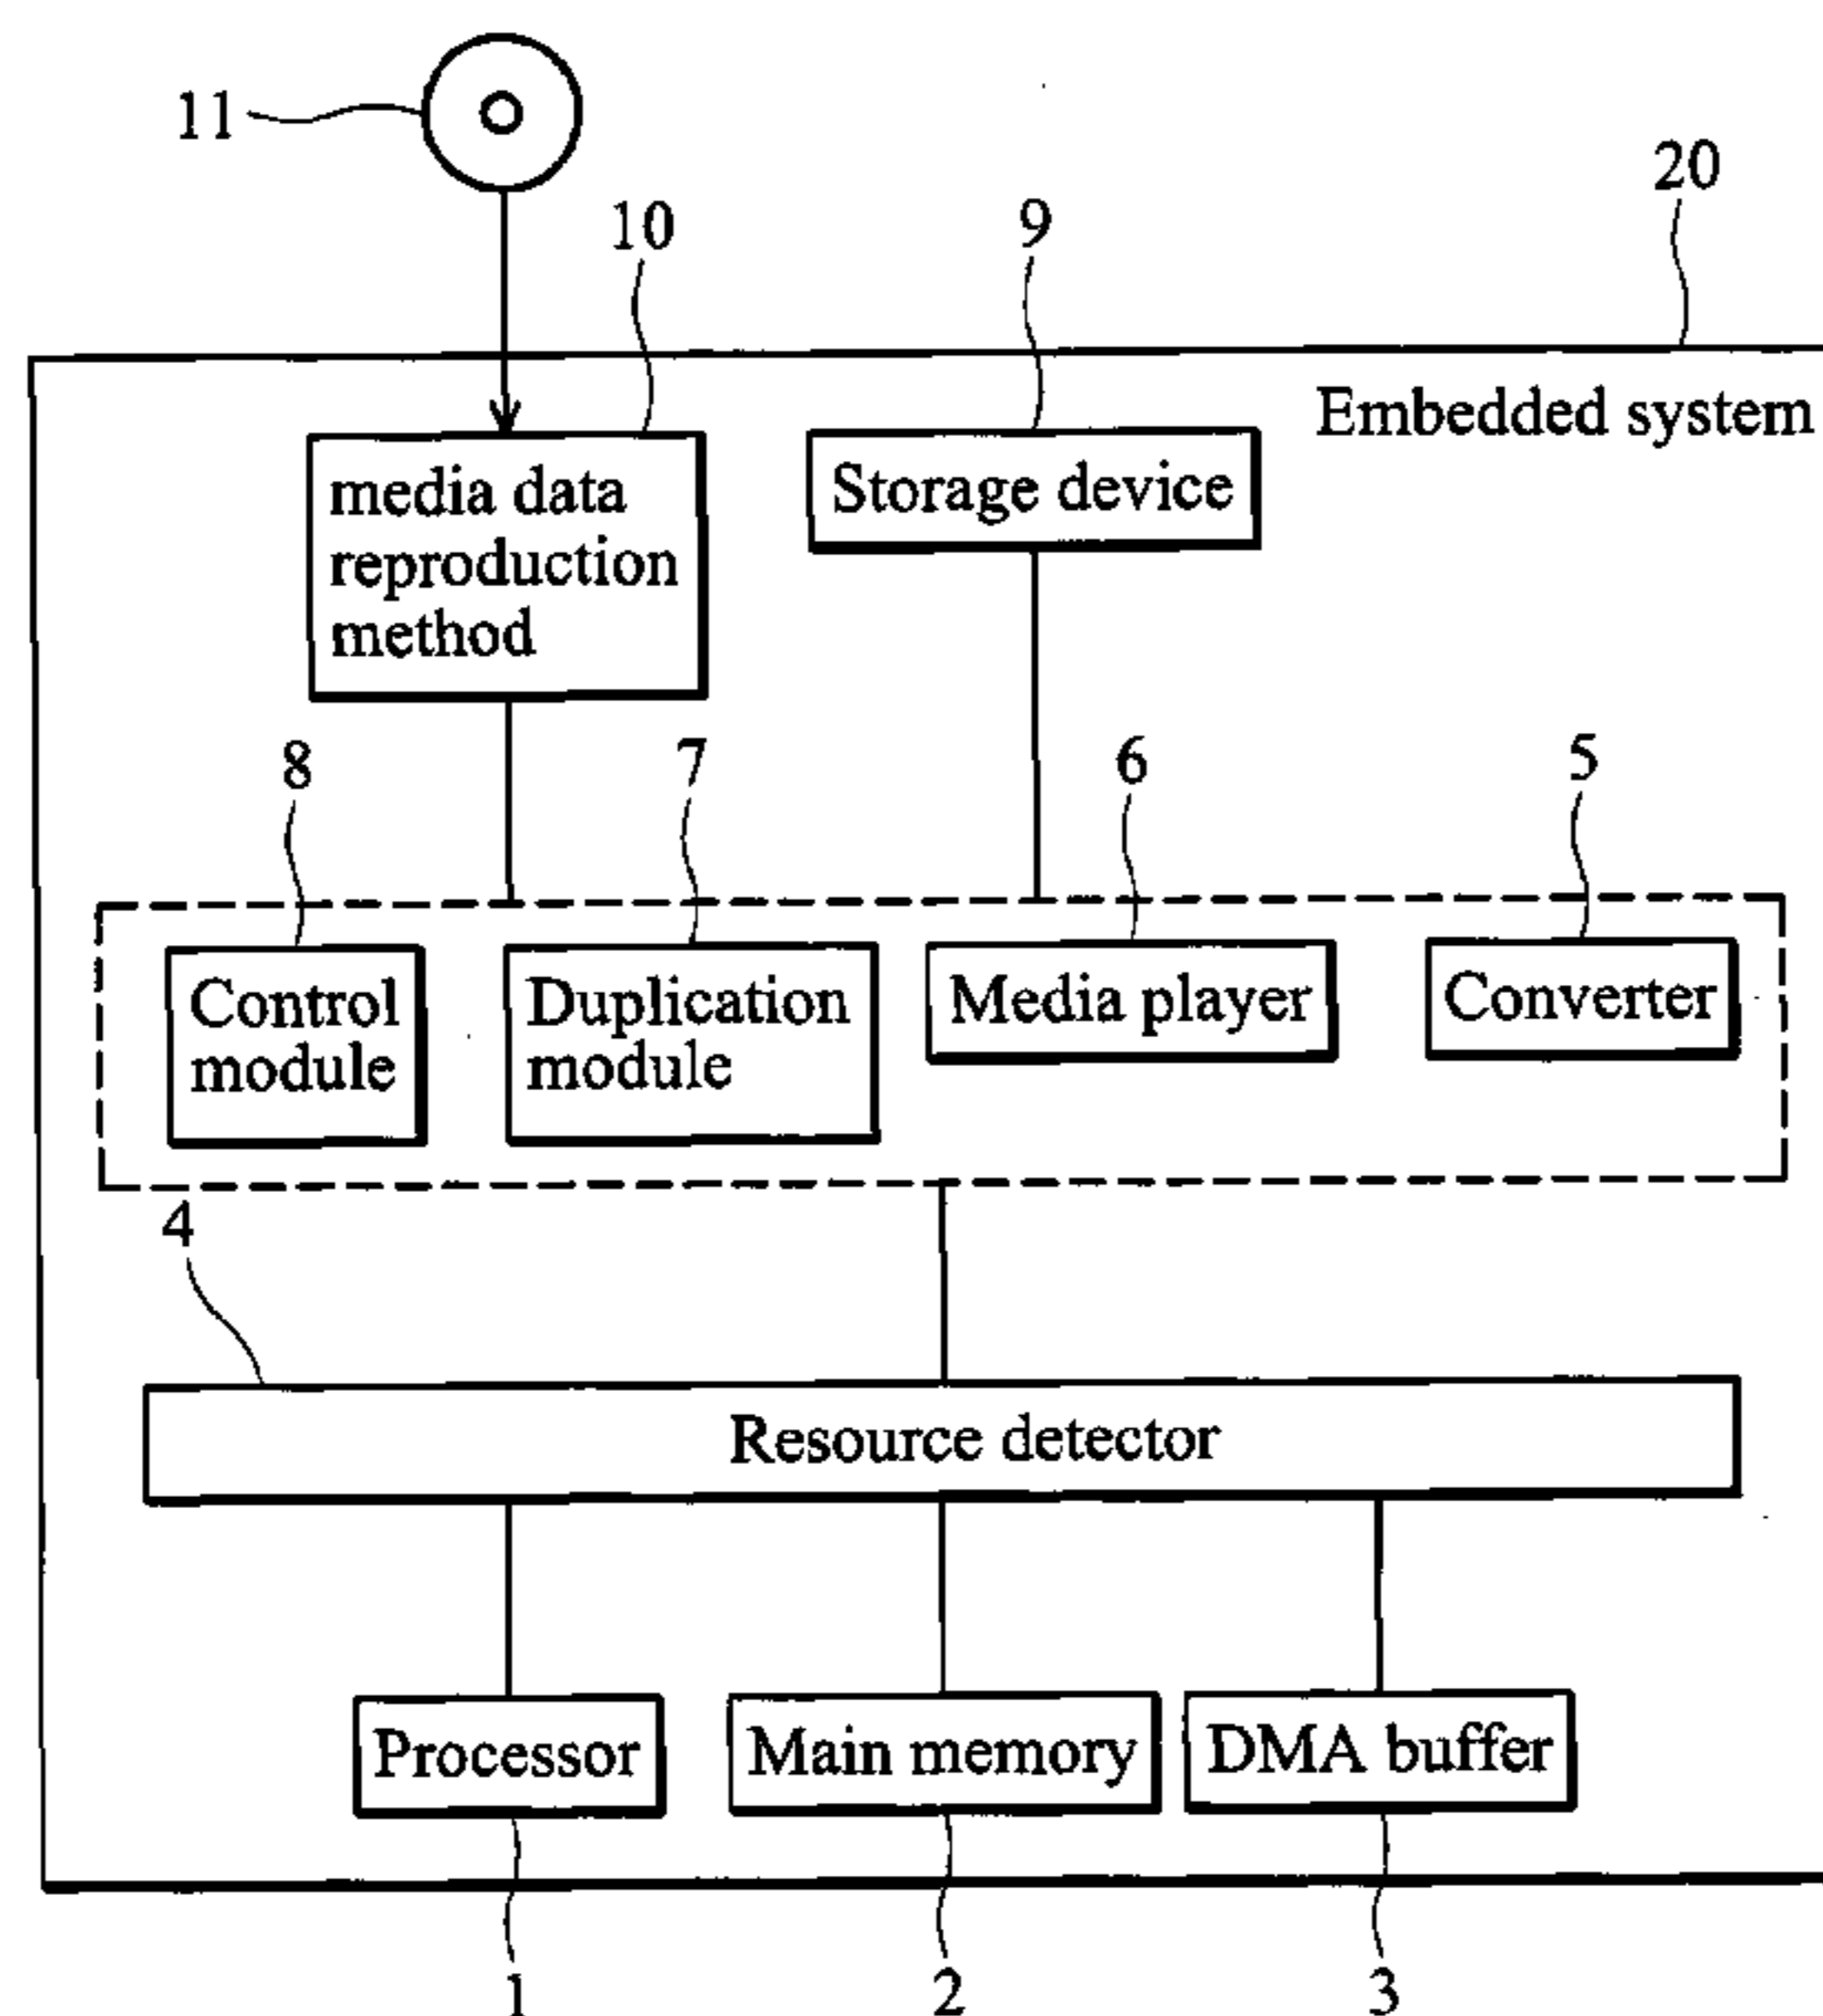 11
20
10
9
Embedded system
media data
reproduction
method
Storage device
8
7
6
5
Control
module
Duplication
module
Media player
Converter
4
Resource detector
Processor
Main memory
DMA buffer
1
2
3